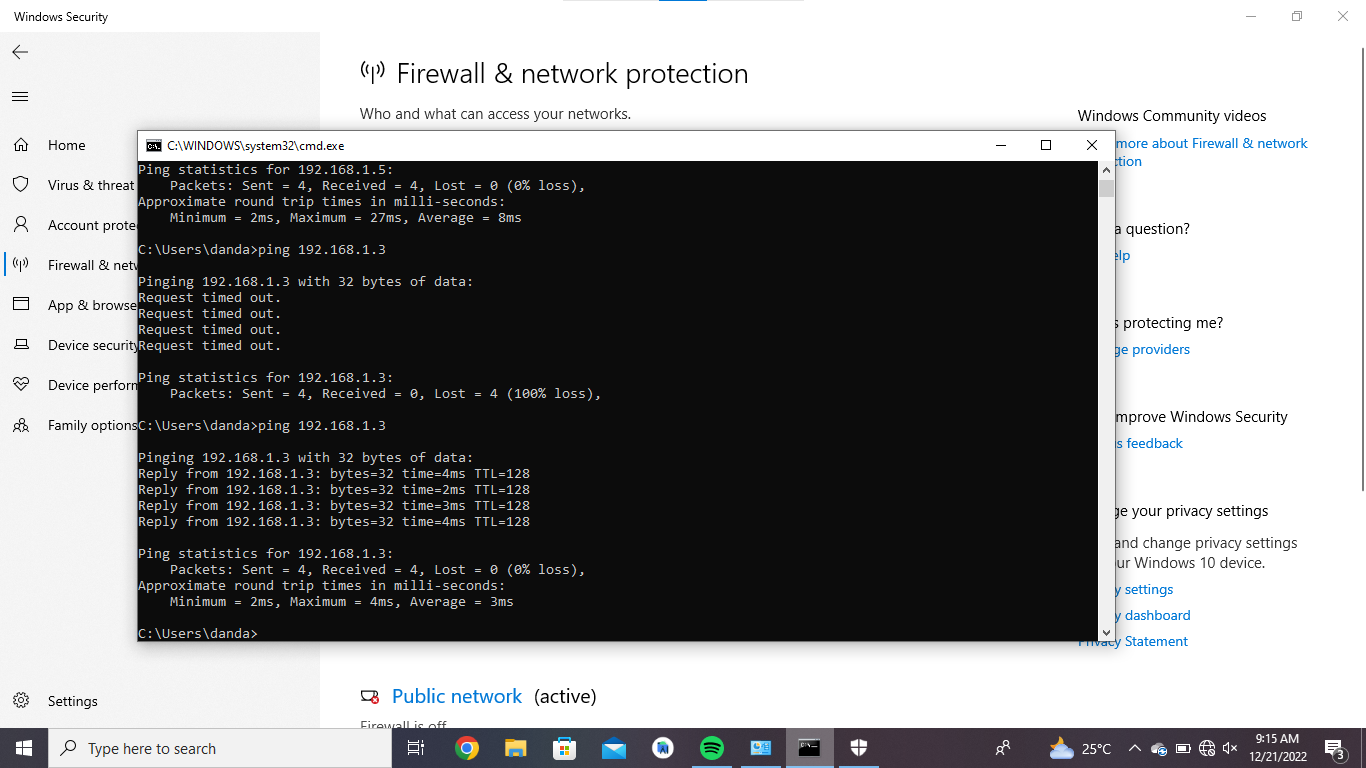 Windows Security
Firewall & network protection
Who and what can access your networks.
Home
Virus & threat
Account prote
Firewall & netw
App & browse
Device security
Device perforn
Family options
Settings
C:\WINDOWS\system32\cmd.exe
Ping statistics for 192.168.1.5:
Packets: Sent = 4, Received = 4, Lost = 0 (0% loss),
Approximate round trip times in milli-seconds:
Minimum = 2ms, Maximum = 27ms, Average = 8ms
C:\Users\danda>ping 192.168.1.3
Pinging 192.168.1.3 with 32 bytes of data:
Request timed out.
Request timed out.
Request timed out.
Request timed out.
Ping statistics for 192.168.1.3:
Packets: Sent = 4, Received = 0, Lost = 4 (100% loss),
C:\Users\danda>ping 192.168.1.3
Pinging 192.168.1.3 with 32 bytes of data:
Reply from 192.168.1.3: bytes=32 time=4ms TTL=128
Reply from 192.168.1.3: bytes=32 time=2ms TTL=128
Reply from 192.168.1.3: bytes=32 time=3ms TTL=128
Reply from 192.168.1.3: bytes=32 time=4ms TTL=128
Ping statistics for 192.168.1.3:
Packets: Sent = 4, Received = 4, Lost = 0 (0% loss),
Approximate round trip times in milli-seconds:
Minimum = 2ms, Maximum = 4ms, Average = 3ms
C:\Users\danda>
Windows Community videos
more about Firewall & network
ction
a question?
elp
s protecting me?
ge providers
mprove Windows Security
s feedback
ge your privacy settings
and change privacy settings
ur Windows 10 device.
y settings
y dashboard
Privacy Statement
Public network (active)
Firewall is off
Type here to search
25°C
9:15 AM
12/21/2022
3